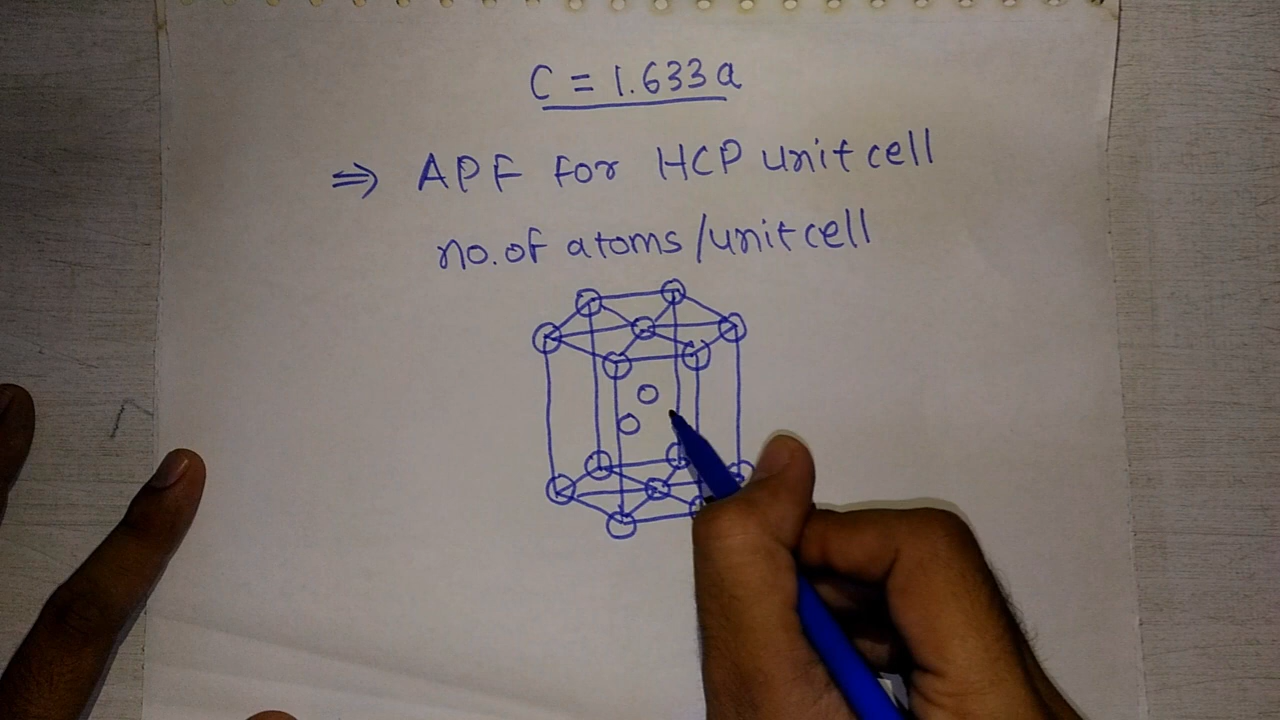 C = 1.633a
⇒ APF for HCP unit cell
no. of atoms/unit cell